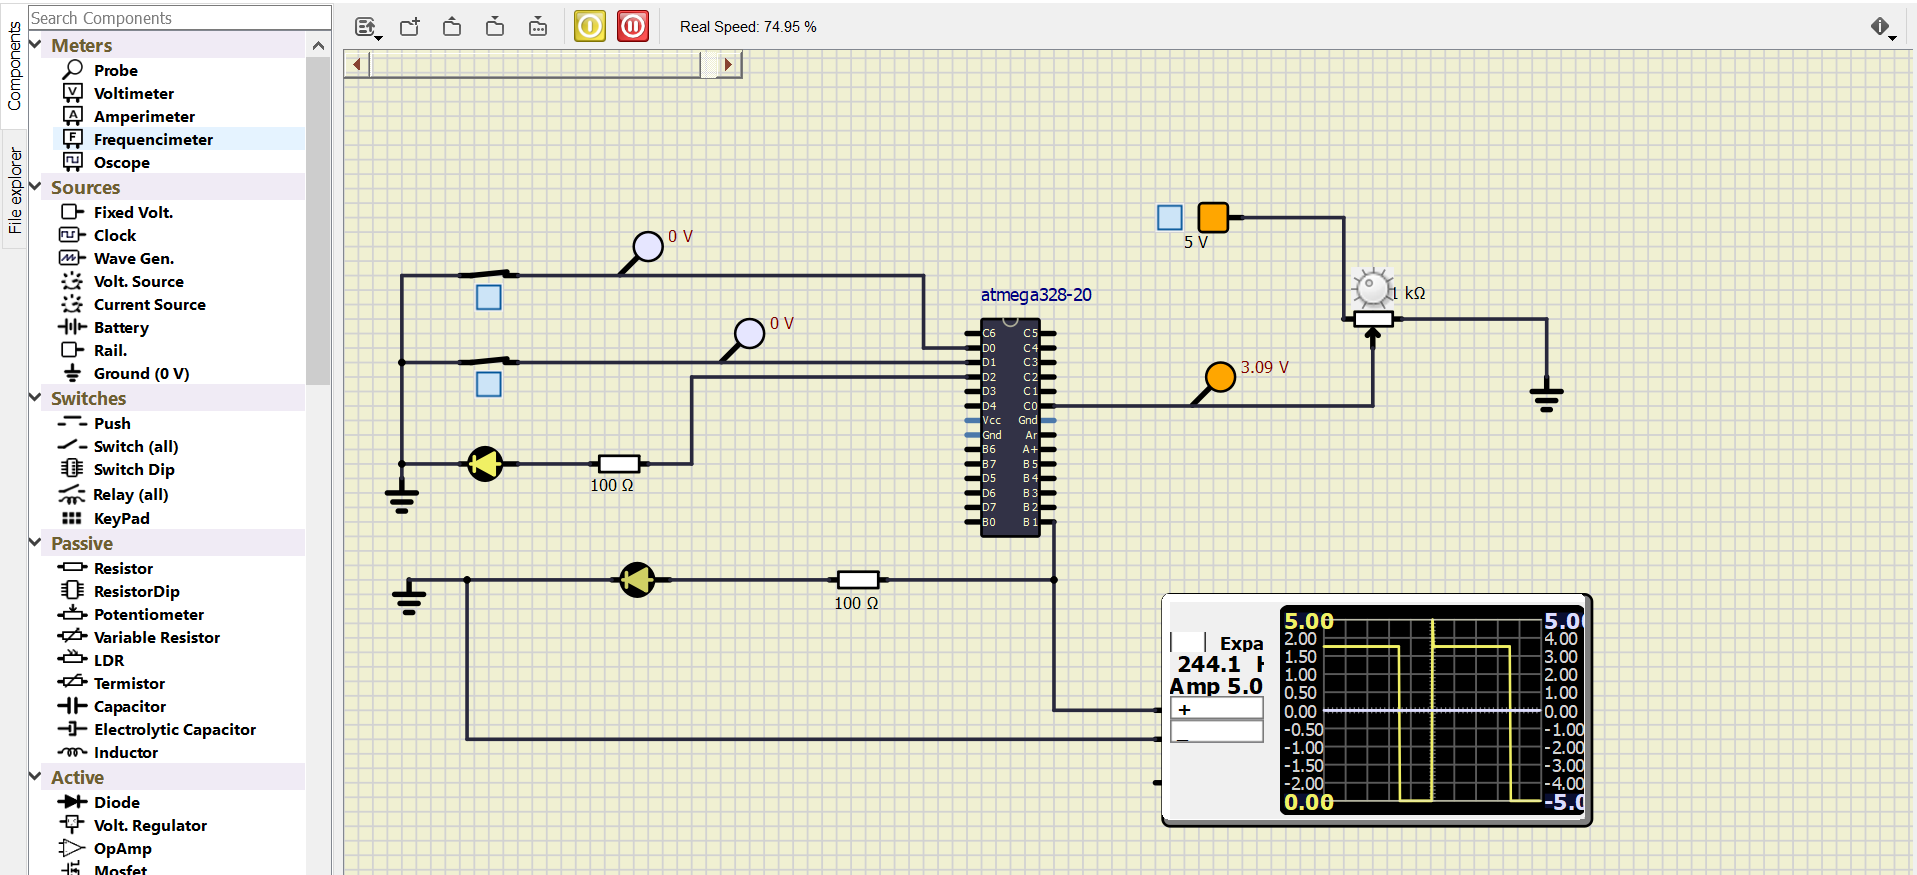 Components
File explorer
Search Components
Meters
Probe
Voltimeter
Amperimeter
Frequencimeter
Oscope
Sources
Fixed Volt.
Clock
Wave Gen.
Volt. Source
Current Source
Battery
Rail.
Ground (0 V)
Switches
Push
Switch (all)
Switch Dip
Relay (all)
KeyPad
Passive
Resistor
ResistorDip
Potentiometer
Variable Resistor
LDR
Termistor
Capacitor
Electrolytic Capacitor
Inductor
Active
Diode
Volt. Regulator
OpAmp
Mosfet
Real Speed: 74.95 %
0 V
0 V
100 Ω
100 Ω
atmega328-20
C6 C5
D0 C4
D1 C3
D2 C2
D3 C1
D4 C0
Vcc Gnd
Gnd Ar
B6 A+
B7 B5
D5 B4
D6 B3
D7 B2
B0 B1
5 V
1 kΩ
3.09 V
Expa
244.1 H
Amp 5.0
+
_
5.00 5.00
2.00 4.00
1.50 3.00
1.00 2.00
0.50 1.00
0.00 0.00
-0.50 -1.00
-1.00 -2.00
-1.50 -3.00
-2.00 -4.00
0.00 -5.0